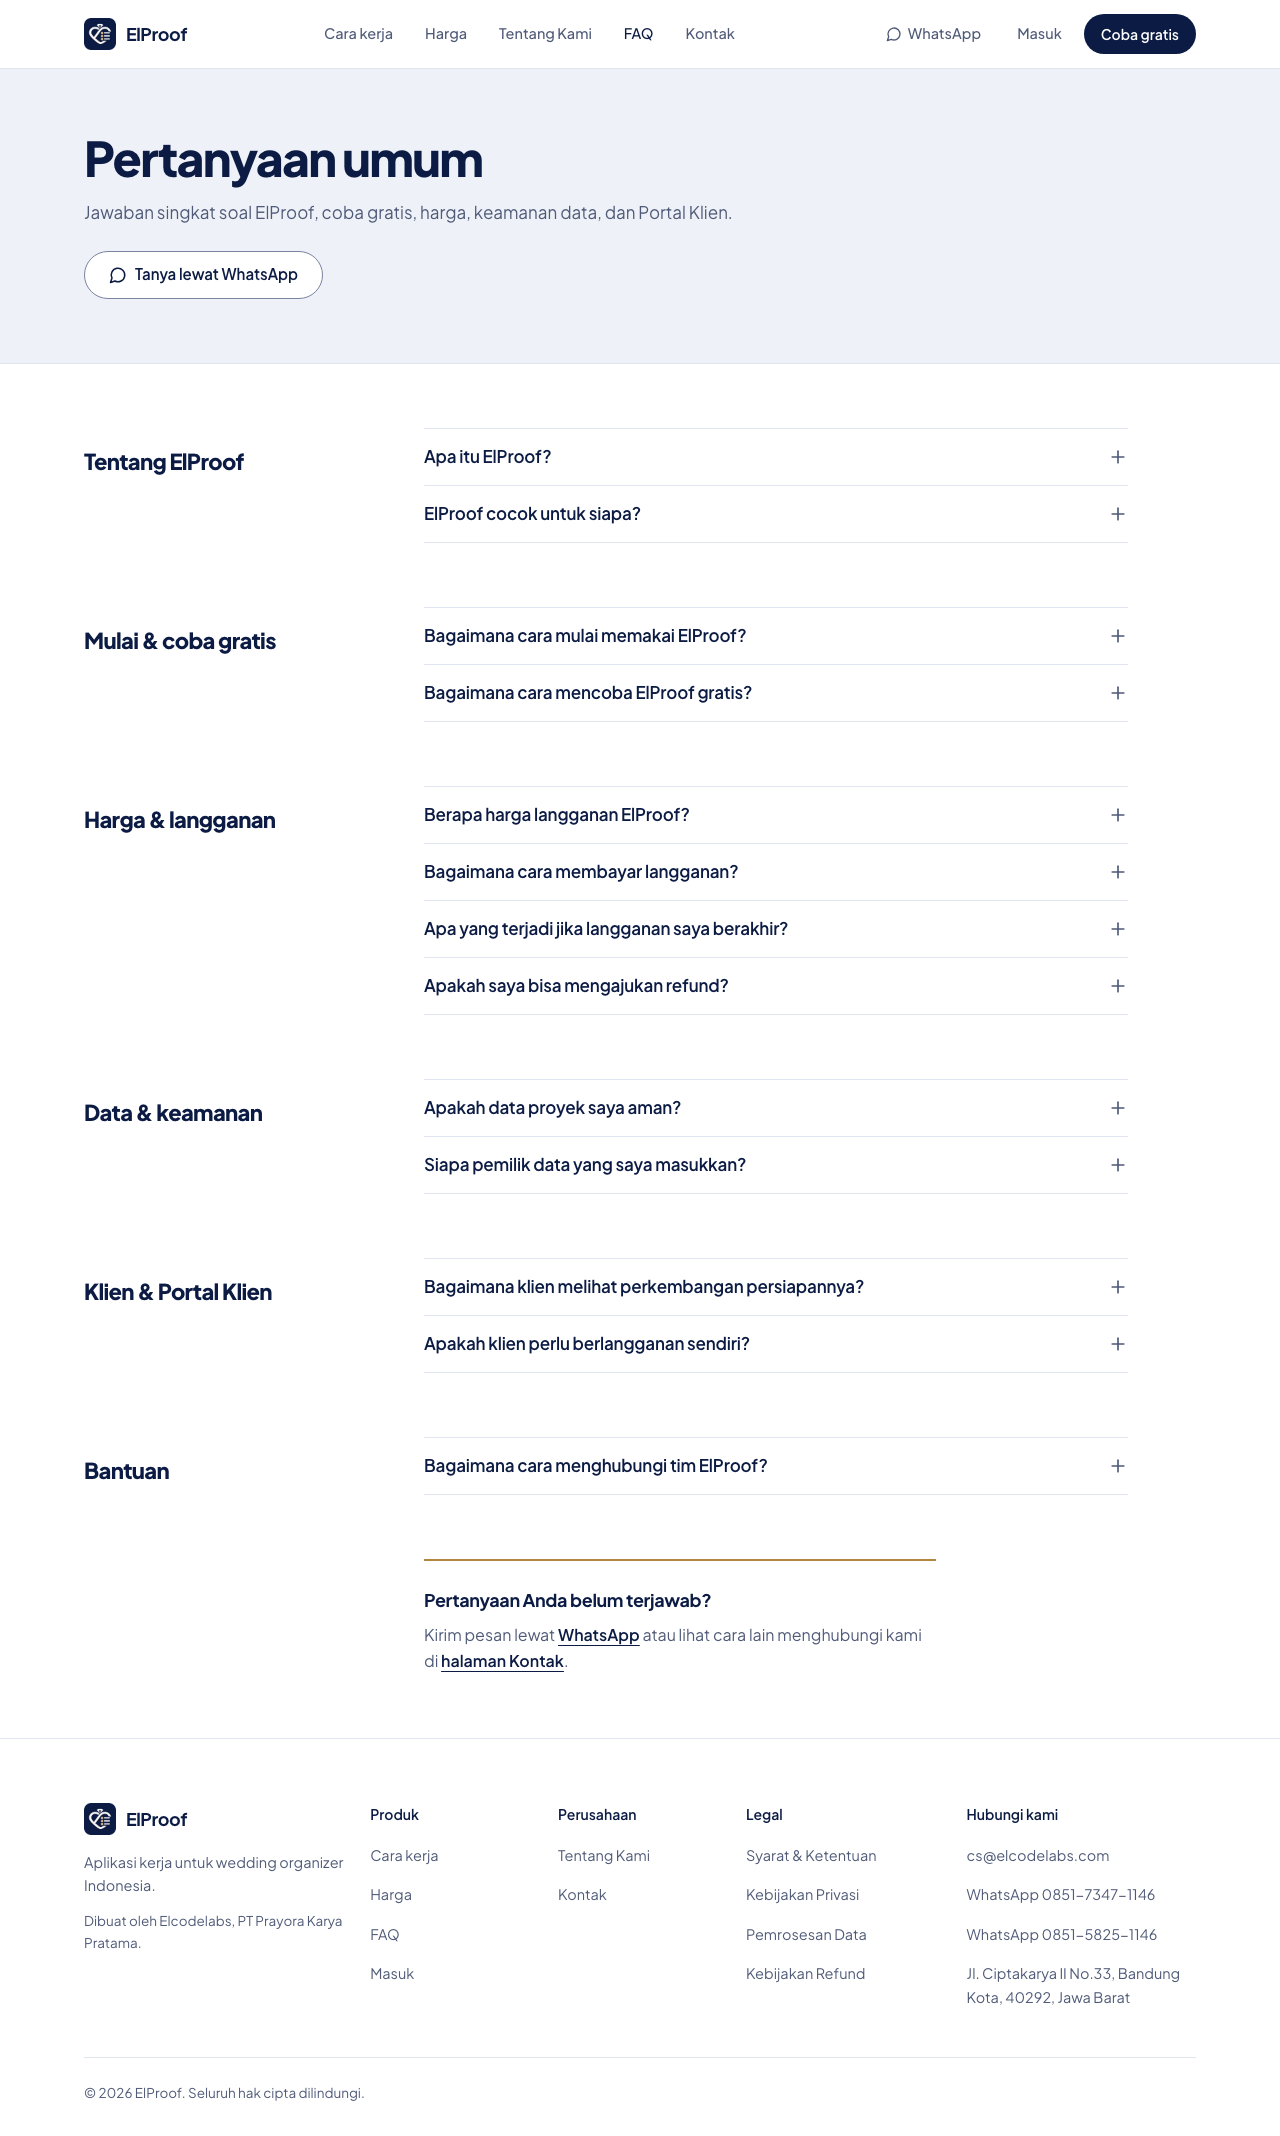 ElProof
Cara kerja
Harga
Tentang Kami
FAQ
Kontak
WhatsApp
Masuk
Coba gratis
Pertanyaan umum
Jawaban singkat soal ElProof, coba gratis, harga, keamanan data, dan Portal Klien.
Tanya lewat WhatsApp
Tentang ElProof
Apa itu ElProof?
ElProof cocok untuk siapa?
Mulai & coba gratis
Bagaimana cara mulai memakai ElProof?
Bagaimana cara mencoba ElProof gratis?
Harga & langganan
Berapa harga langganan ElProof?
Bagaimana cara membayar langganan?
Apa yang terjadi jika langganan saya berakhir?
Apakah saya bisa mengajukan refund?
Data & keamanan
Apakah data proyek saya aman?
Siapa pemilik data yang saya masukkan?
Klien & Portal Klien
Bagaimana klien melihat perkembangan persiapannya?
Apakah klien perlu berlangganan sendiri?
Bantuan
Bagaimana cara menghubungi tim ElProof?
Pertanyaan Anda belum terjawab?
Kirim pesan lewat WhatsApp atau lihat cara lain menghubungi kami
di halaman Kontak.
ElProof
Aplikasi kerja untuk wedding organizer
Indonesia.
Dibuat oleh Elcodelabs, PT Prayora Karya
Pratama.
Produk
Cara kerja
Harga
FAQ
Masuk
Perusahaan
Tentang Kami
Kontak
Legal
Syarat & Ketentuan
Kebijakan Privasi
Pemrosesan Data
Kebijakan Refund
Hubungi kami
cs@elcodelabs.com
WhatsApp 0851-7347-1146
WhatsApp 0851-5825-1146
Jl. Ciptakarya II No.33, Bandung
Kota, 40292, Jawa Barat
© 2026 ElProof. Seluruh hak cipta dilindungi.